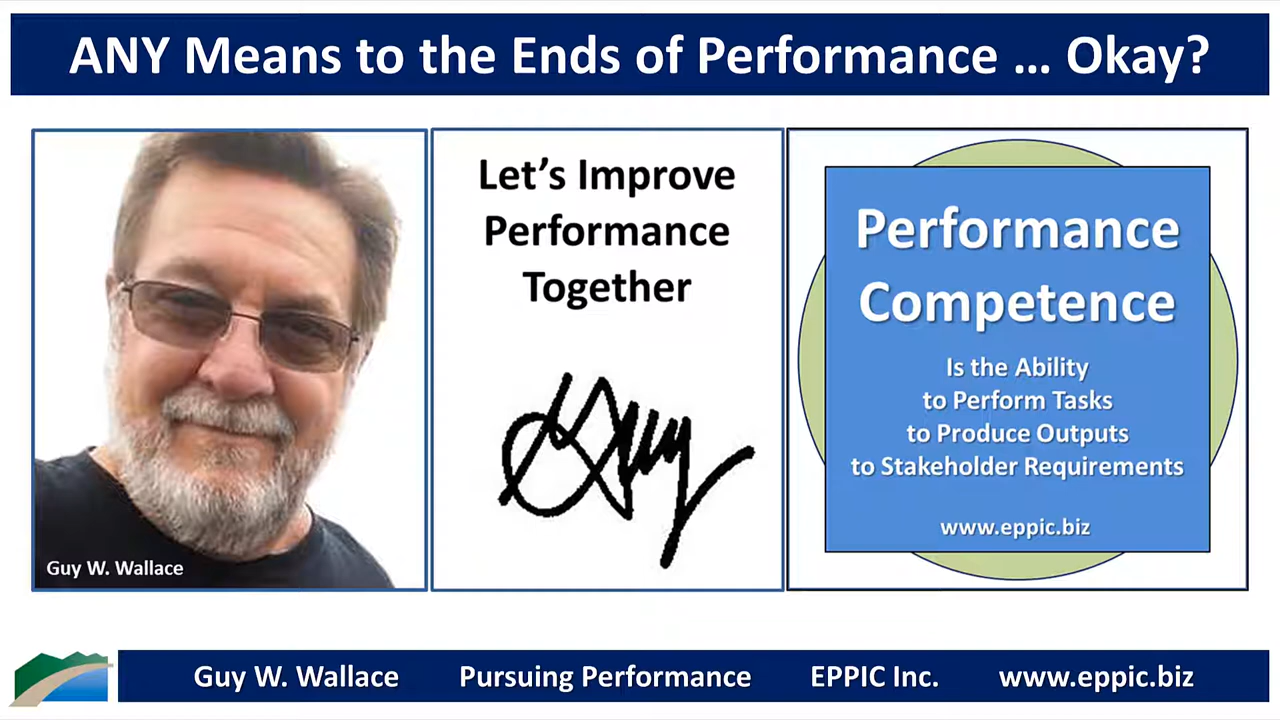 ANY Means to the Ends of Performance ... Okay?
Guy W. Wallace
Let's Improve
Performance
Together
Guy
Performance
Competence
Is the Ability
to Perform Tasks
to Produce Outputs
to Stakeholder Requirements
www.eppic.biz
Guy W. Wallace Pursuing Performance EPPIC Inc. www.eppic.biz